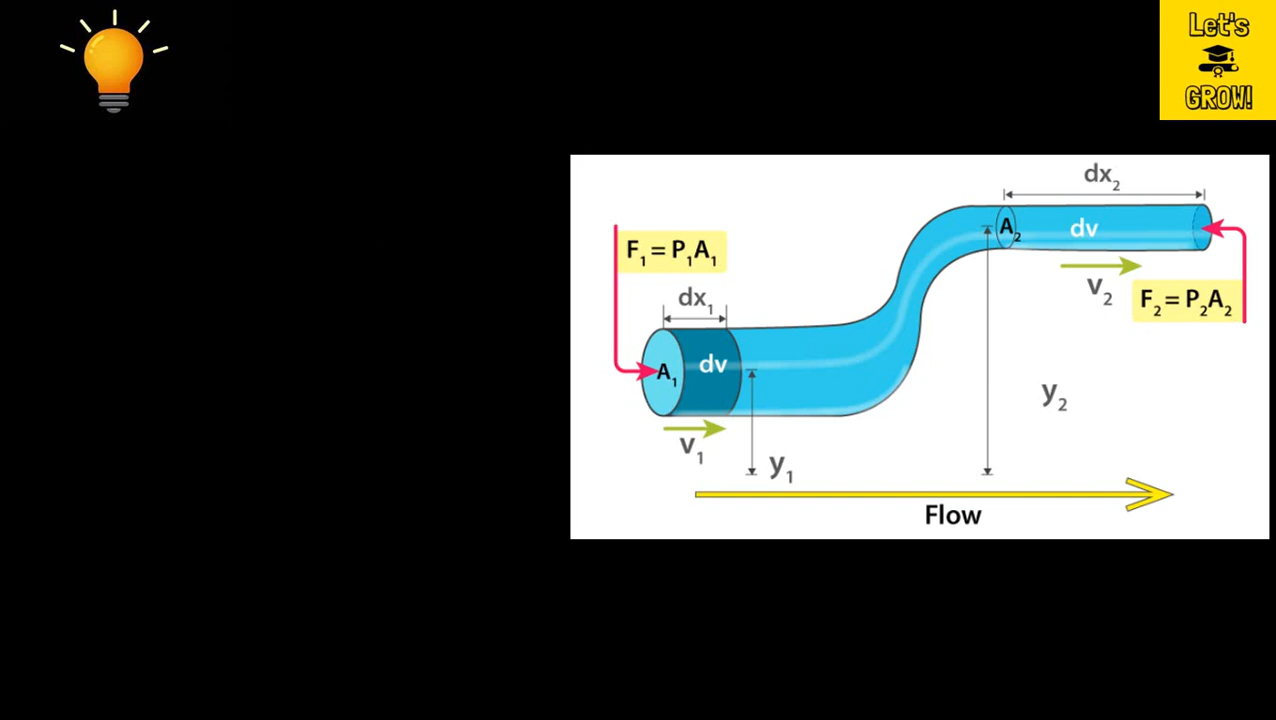 Let's
GROW!
dx₂
A₂
dv
F₁ = P₁A₁
v₂
F₂ = P₂A₂
dx₁
A₁
dv
y₂
v₁
y₁
Flow